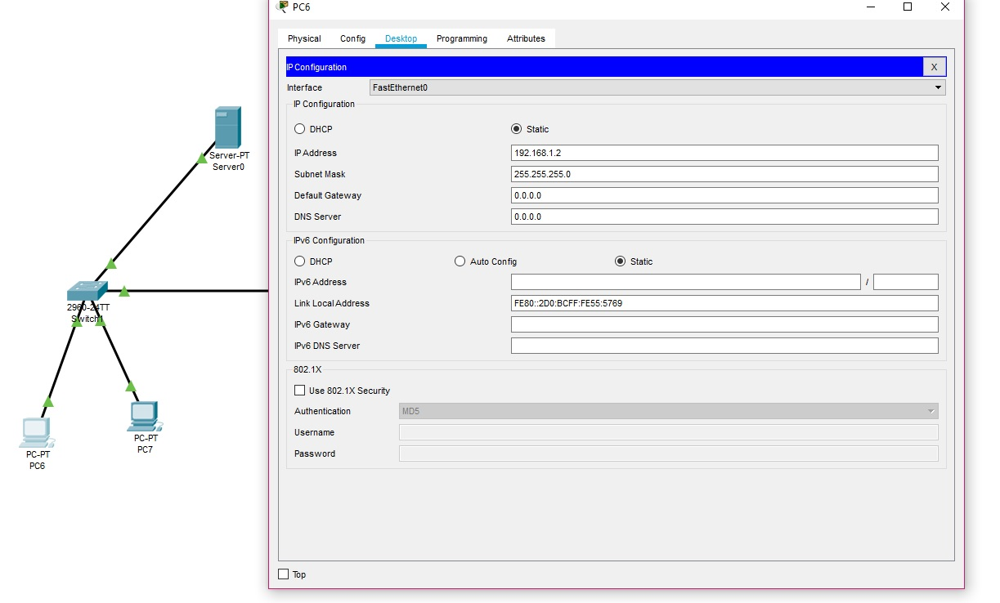 PC6
Physical Config Desktop Programming Attributes
IP Configuration X
Interface FastEthernet0
IP Configuration
DHCP Static
IP Address 192.168.1.2
Subnet Mask 255.255.255.0
Default Gateway 0.0.0.0
DNS Server 0.0.0.0
IPv6 Configuration
DHCP Auto Config Static
IPv6 Address /
Link Local Address FE80::2D0:BCFF:FE55:5769
IPv6 Gateway
IPv6 DNS Server
802.1X
Use 802.1X Security
Authentication MD5
Username
Password
Top
Server-PT
Server0
2960-24TT
Switch1
PC-PT
PC6
PC-PT
PC7